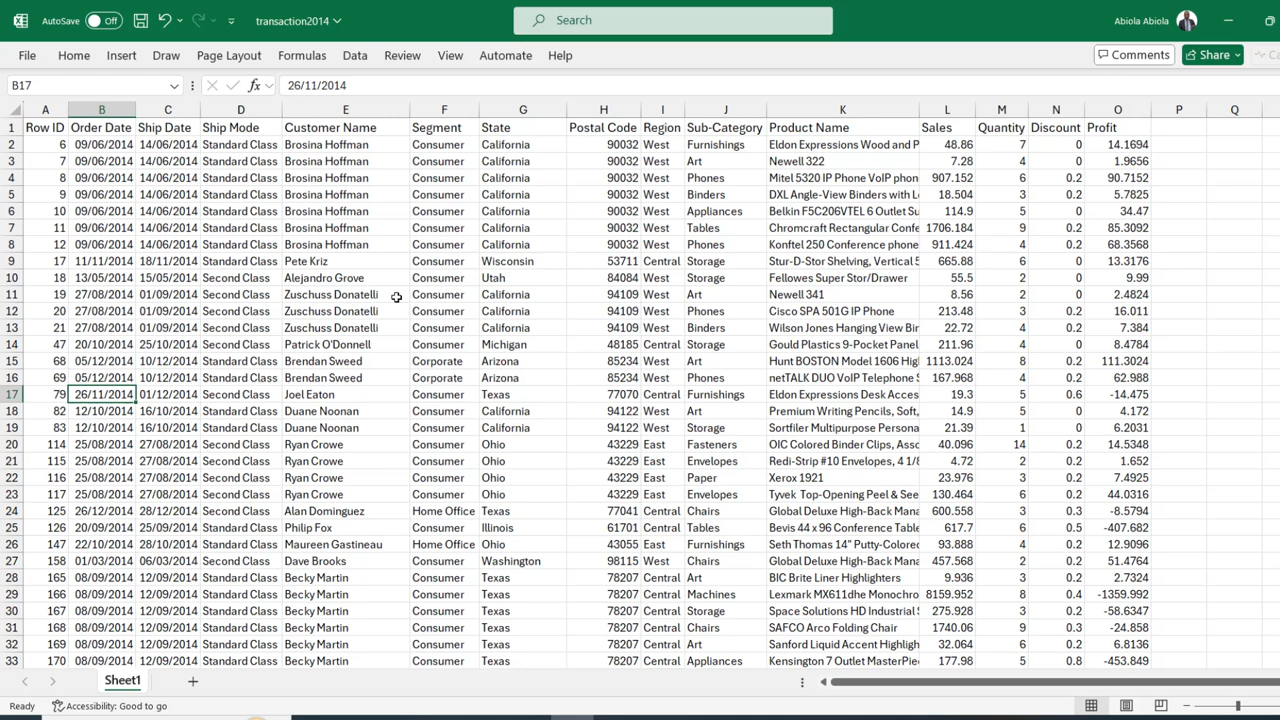 AutoSave Off transaction2014 Search Abiola Abiola
File Home Insert Draw Page Layout Formulas Data Review View Automate Help Comments Share
B17 fx 26/11/2014
A B C D E F G H I J K L M N O P Q
1 Row ID Order Date Ship Date Ship Mode Customer Name Segment State Postal Code Region Sub-Category Product Name Sales Quantity Discount Profit
2 6 09/06/2014 14/06/2014 Standard Class Brosina Hoffman Consumer California 90032 West Furnishings Eldon Expressions Wood and P 48.86 7 0 14.1694
3 7 09/06/2014 14/06/2014 Standard Class Brosina Hoffman Consumer California 90032 West Art Newell 322 7.28 4 0 1.9656
4 8 09/06/2014 14/06/2014 Standard Class Brosina Hoffman Consumer California 90032 West Phones Mitel 5320 IP Phone VoIP phon 907.152 6 0.2 90.7152
5 9 09/06/2014 14/06/2014 Standard Class Brosina Hoffman Consumer California 90032 West Binders DXL Angle-View Binders with Lo 18.504 3 0.2 5.7825
6 10 09/06/2014 14/06/2014 Standard Class Brosina Hoffman Consumer California 90032 West Appliances Belkin F5C206VTEL 6 Outlet Su 114.9 5 0 34.47
7 11 09/06/2014 14/06/2014 Standard Class Brosina Hoffman Consumer California 90032 West Tables Chromcraft Rectangular Confe 1706.184 9 0.2 85.3092
8 12 09/06/2014 14/06/2014 Standard Class Brosina Hoffman Consumer California 90032 West Phones Konftel 250 Conference phone 911.424 4 0.2 68.3568
9 17 11/11/2014 18/11/2014 Standard Class Pete Kriz Consumer Wisconsin 53711 Central Storage Stur-D-Stor Shelving, Vertical 5 665.88 6 0 13.3176
10 18 13/05/2014 15/05/2014 Second Class Alejandro Grove Consumer Utah 84084 West Storage Fellowes Super Stor/Drawer 55.5 2 0 9.99
11 19 27/08/2014 01/09/2014 Second Class Zuschuss Donatelli Consumer California 94109 West Art Newell 341 8.56 2 0 2.4824
12 20 27/08/2014 01/09/2014 Second Class Zuschuss Donatelli Consumer California 94109 West Phones Cisco SPA 501G IP Phone 213.48 3 0.2 16.011
13 21 27/08/2014 01/09/2014 Second Class Zuschuss Donatelli Consumer California 94109 West Binders Wilson Jones Hanging View Bin 22.72 4 0.2 7.384
14 47 20/10/2014 25/10/2014 Second Class Patrick O'Donnell Consumer Michigan 48185 Central Storage Gould Plastics 9-Pocket Panel 211.96 4 0 8.4784
15 68 05/12/2014 10/12/2014 Standard Class Brendan Sweed Corporate Arizona 85234 West Art Hunt BOSTON Model 1606 Hig 1113.024 8 0.2 111.3024
16 69 05/12/2014 10/12/2014 Standard Class Brendan Sweed Corporate Arizona 85234 West Phones netTALK DUO VoIP Telephone S 167.968 4 0.2 62.988
17 79 26/11/2014 01/12/2014 Second Class Joel Eaton Consumer Texas 77070 Central Furnishings Eldon Expressions Desk Acces 19.3 5 0.6 -14.475
18 82 12/10/2014 16/10/2014 Standard Class Duane Noonan Consumer California 94122 West Art Premium Writing Pencils, Soft, 14.9 5 0 4.172
19 83 12/10/2014 16/10/2014 Standard Class Duane Noonan Consumer California 94122 West Storage Sortfiler Multipurpose Persona 21.39 1 0 6.2031
20 114 25/08/2014 27/08/2014 Second Class Ryan Crowe Consumer Ohio 43229 East Fasteners OIC Colored Binder Clips, Asso 40.096 14 0.2 14.5348
21 115 25/08/2014 27/08/2014 Second Class Ryan Crowe Consumer Ohio 43229 East Envelopes Redi-Strip #10 Envelopes, 4 1/8 4.72 2 0.2 1.652
22 116 25/08/2014 27/08/2014 Second Class Ryan Crowe Consumer Ohio 43229 East Paper Xerox 1921 23.976 3 0.2 7.4925
23 117 25/08/2014 27/08/2014 Second Class Ryan Crowe Consumer Ohio 43229 East Envelopes Tyvek Top-Opening Peel & See 130.464 6 0.2 44.0316
24 125 26/12/2014 28/12/2014 Second Class Alan Dominguez Home Office Texas 77041 Central Chairs Global Deluxe High-Back Mana 600.558 3 0.3 -8.5794
25 126 20/09/2014 25/09/2014 Standard Class Philip Fox Consumer Illinois 61701 Central Tables Bevis 44 x 96 Conference Table 617.7 6 0.5 -407.682
26 147 22/10/2014 28/10/2014 Standard Class Maureen Gastineau Home Office Ohio 43055 East Furnishings Seth Thomas 14" Putty-Colored 93.888 4 0.2 12.9096
27 158 01/03/2014 06/03/2014 Second Class Dave Brooks Consumer Washington 98115 West Chairs Global Deluxe High-Back Mana 457.568 2 0.2 51.4764
28 165 08/09/2014 12/09/2014 Standard Class Becky Martin Consumer Texas 78207 Central Art BIC Brite Liner Highlighters 9.936 3 0.2 2.7324
29 166 08/09/2014 12/09/2014 Standard Class Becky Martin Consumer Texas 78207 Central Machines Lexmark MX611dhe Monochro 8159.952 8 0.4 -1359.992
30 167 08/09/2014 12/09/2014 Standard Class Becky Martin Consumer Texas 78207 Central Storage Space Solutions HD Industrial 275.928 3 0.2 -58.6347
31 168 08/09/2014 12/09/2014 Standard Class Becky Martin Consumer Texas 78207 Central Chairs SAFCO Arco Folding Chair 1740.06 9 0.3 -24.858
32 169 08/09/2014 12/09/2014 Standard Class Becky Martin Consumer Texas 78207 Central Art Sanford Liquid Accent Highligh 32.064 6 0.2 6.8136
33 170 08/09/2014 12/09/2014 Standard Class Becky Martin Consumer Texas 78207 Central Appliances Kensington 7 Outlet MasterPie 177.98 5 0.8 -453.849
Sheet1
Ready Accessibility: Good to go